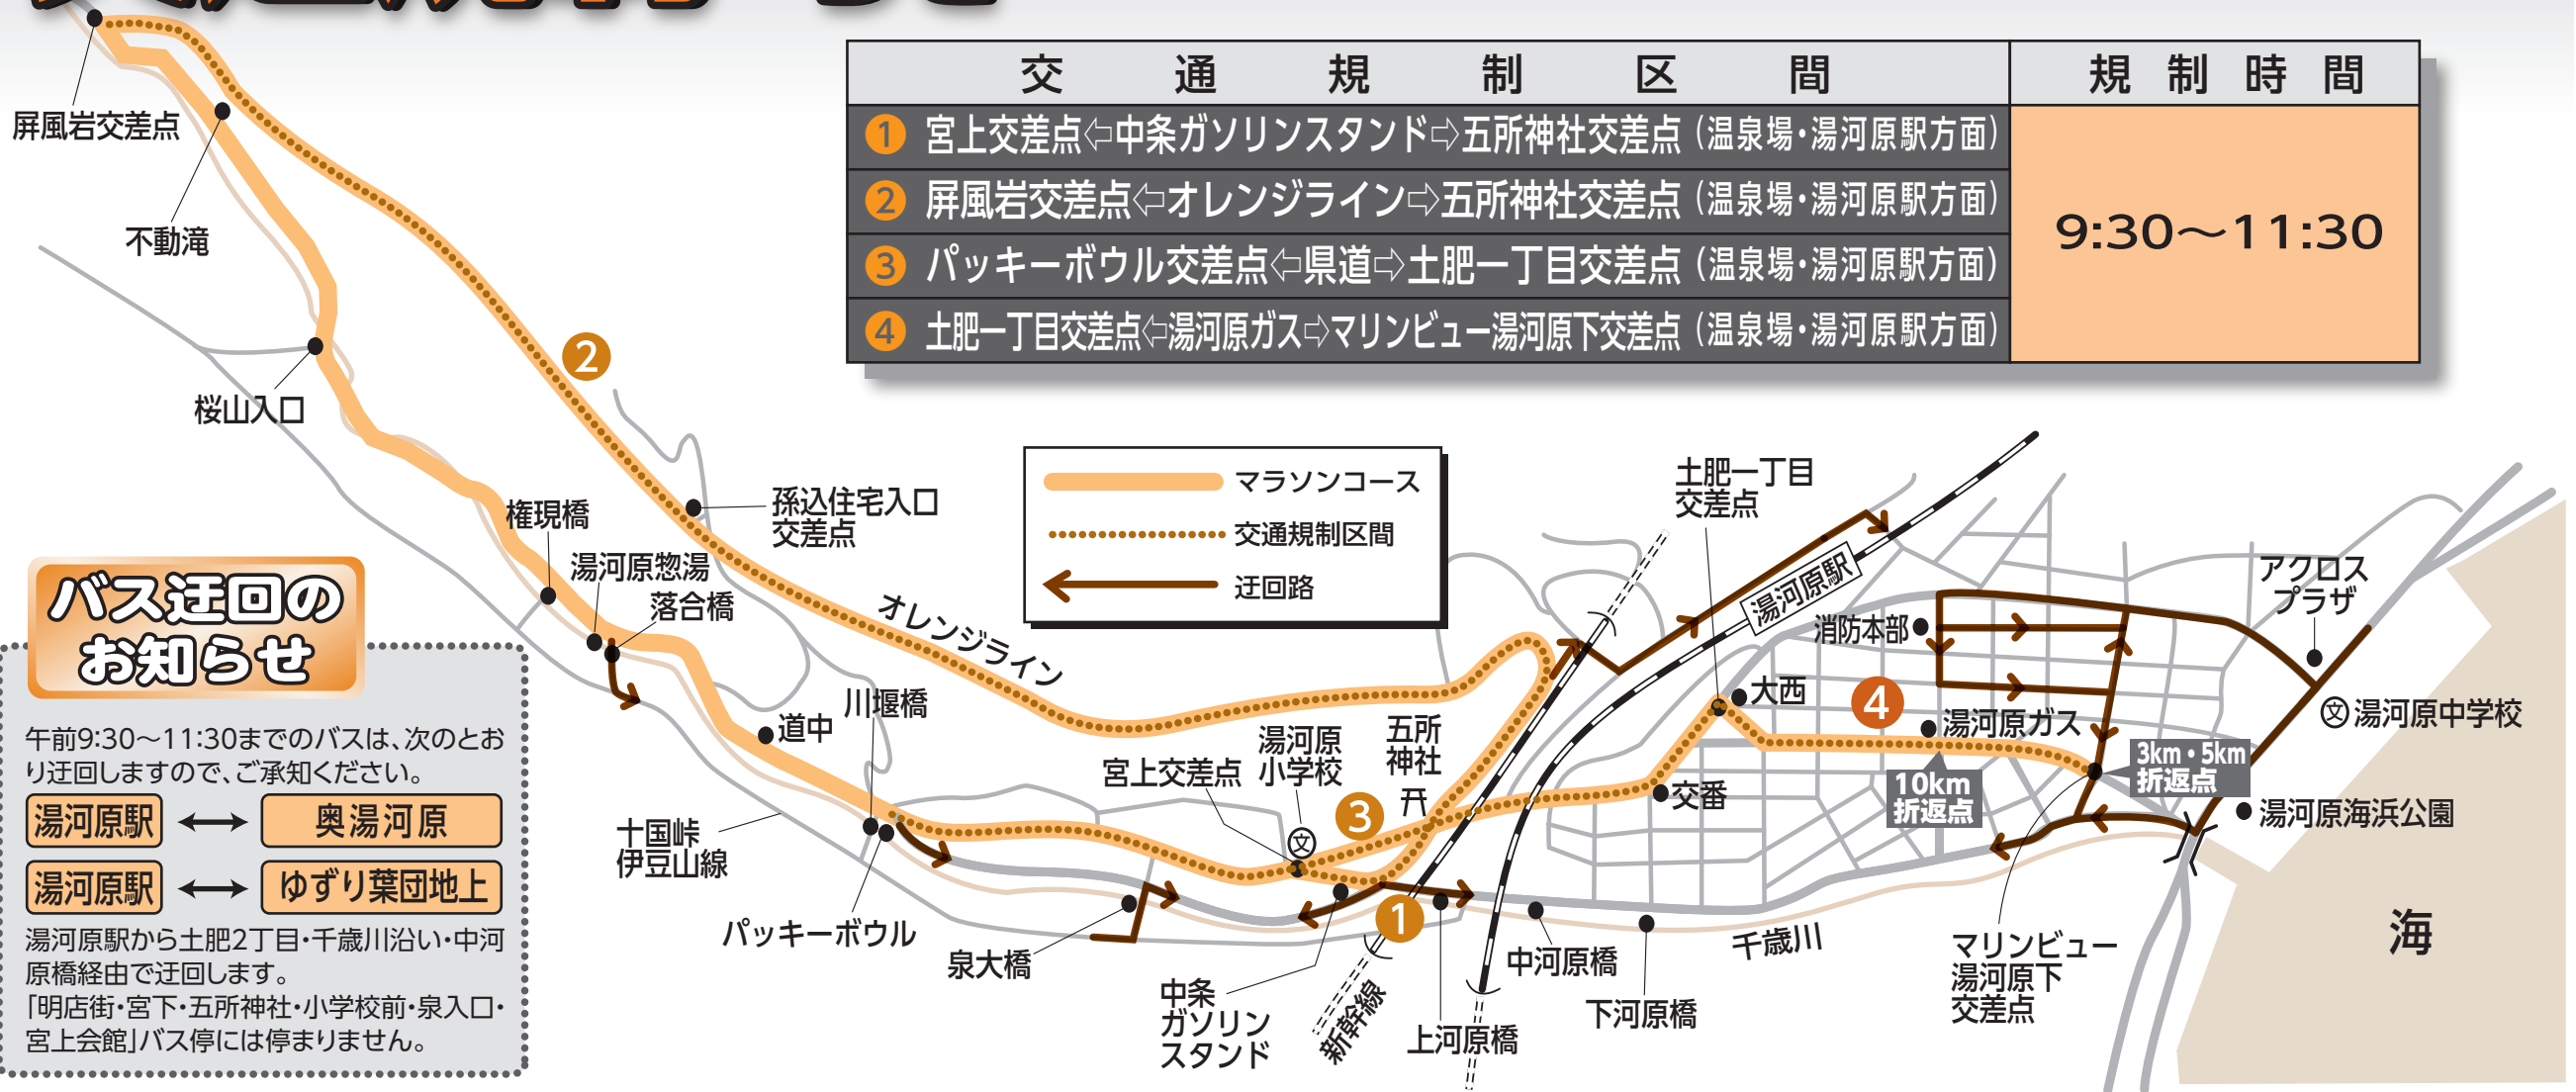 交通規制区間 規制時間
❶ 宮上交差点⇦中条ガソリンスタンド⇨五所神社交差点(温泉場・湯河原駅方面)
❷ 屏風岩交差点⇦オレンジライン⇨五所神社交差点(温泉場・湯河原駅方面)
❸ パッキーボウル交差点⇦県道⇨土肥一丁目交差点(温泉場・湯河原駅方面)
❹ 土肥一丁目交差点⇦湯河原ガス⇨マリンビュー湯河原下交差点(温泉場・湯河原駅方面)
9:30〜11:30
屏風岩交差点
不動滝
桜山入口
2
孫込住宅入口
交差点
権現橋
湯河原惣湯
落合橋
オレンジライン
マラソンコース
交通規制区間
迂回路
土肥一丁目
交差点
湯河原駅
消防本部
アクロス
プラザ
大西
4
湯河原ガス
文
湯河原中学校
3km・5km
折返点
10km
折返点
湯河原海浜公園
交番
川堰橋
道中
宮上交差点
湯河原
小学校
文
3
五所
神社
十国峠
伊豆山線
パッキーボウル
泉大橋
中条
ガソリン
スタンド
1
新幹線
上河原橋
中河原橋
下河原橋
千歳川
マリンビュー
湯河原下
交差点
海
バス迂回の
お知らせ
午前9:30〜11:30までのバスは、次のとお
り迂回しますので、ご承知ください。
湯河原駅 ⟷ 奥湯河原
湯河原駅 ⟷ ゆずり葉団地上
湯河原駅から土肥2丁目・千歳川沿い・中河
原橋経由で迂回します。
「明店街・宮下・五所神社・小学校前・泉入口・
宮上会館」バス停には停まりません。